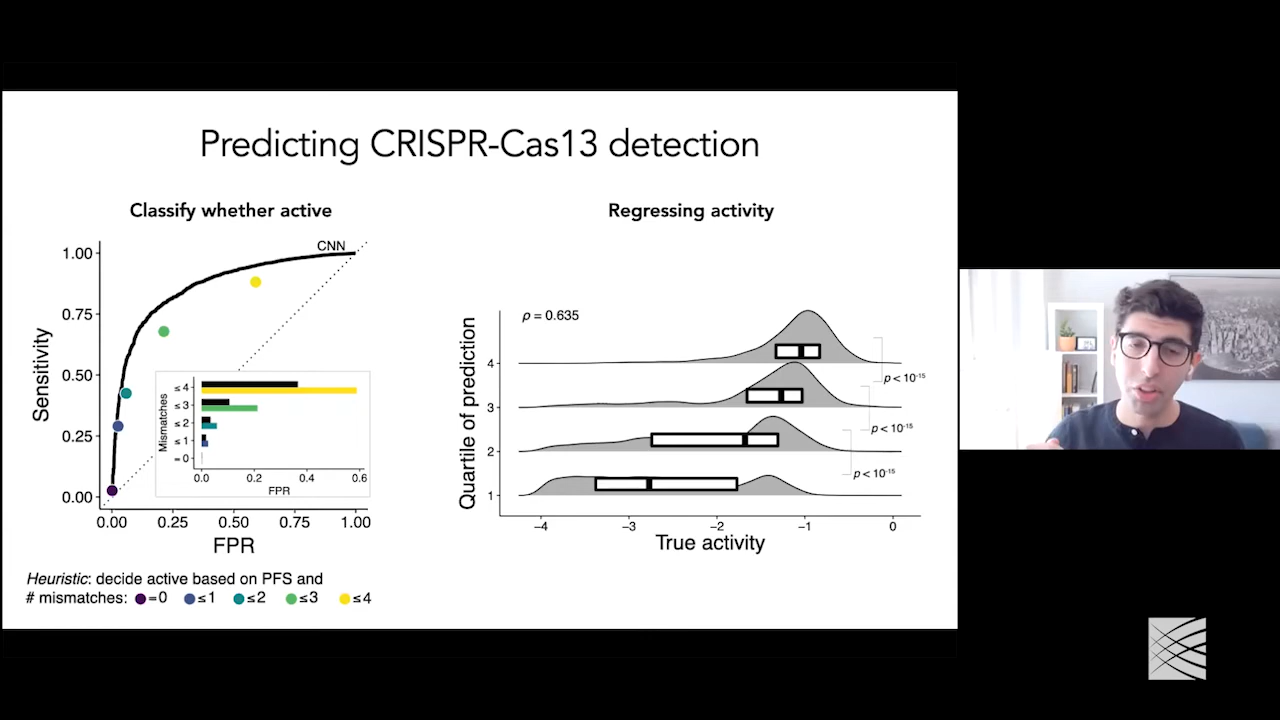 Predicting CRISPR-Cas13 detection
Classify whether active
CNN
1.00
0.75
0.50
0.25
0.00
Sensitivity
0.00 0.25 0.50 0.75 1.00
FPR
Mismatches
≤ 4
≤ 3
≤ 2
≤ 1
= 0
0.0 0.2 0.4 0.6
FPR
Heuristic: decide active based on PFS and
# mismatches: =0 ≤1 ≤2 ≤3 ≤4
Regressing activity
ρ = 0.635
Quartile of prediction
4
3
2
1
p < 10⁻¹⁵
p < 10⁻¹⁵
p < 10⁻¹⁵
−4 −3 −2 −1 0
True activity